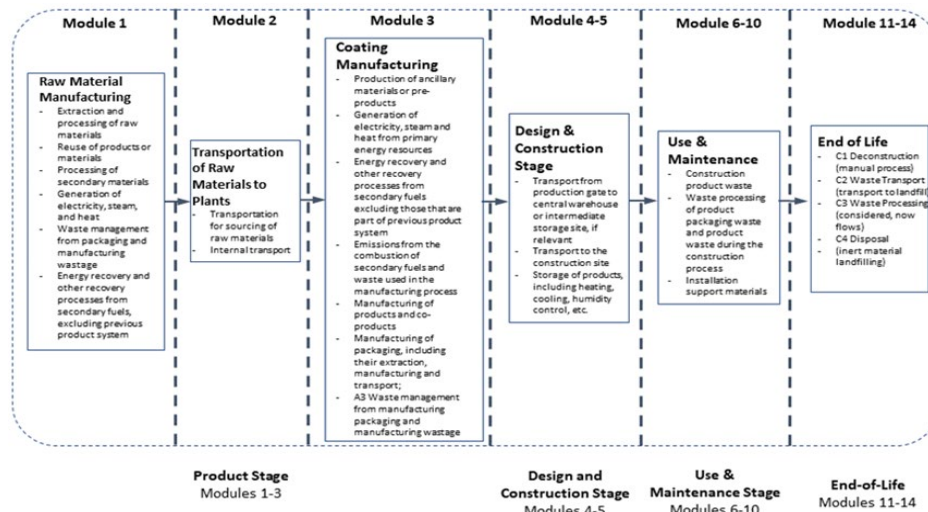 Module 1
Module 2
Module 3
Module 4-5
Module 6-10
Module 11-14
Raw Material
Manufacturing
- Extraction and
processing of raw
materials
- Reuse of products or
materials
- Processing of
secondary materials
- Generation of
electricity, steam,
and heat
- Waste management
from packaging and
manufacturing
wastage
- Energy recovery and
other recovery
processes from
secondary fuels,
excluding previous
product system
Transportation
of Raw
Materials to
Plants
- Transportation
for sourcing of
raw materials
- Internal transport
Coating
Manufacturing
- Production of ancillary
materials or pre-
products
- Generation of
electricity, steam and
heat from primary
energy resources
- Energy recovery and
other recovery
processes from
secondary fuels
excluding those that are
part of previous product
system
- Emissions from the
combustion of
secondary fuels and
waste used in the
manufacturing process
- Manufacturing of
products and co-
products
- Manufacturing of
packaging, including
their extraction,
manufacturing and
transport;
- A3 Waste management
from manufacturing
packaging and
manufacturing wastage
Design &
Construction
Stage
- Transport from
production gate to
central warehouse
or intermediate
storage site, if
relevant
- Transport to the
construction site
- Storage of products,
including heating,
cooling, humidity
control, etc.
Use &
Maintenance
- Construction
product waste
- Waste processing
of product
packaging waste
and product
waste during the
construction
process
- Installation
support materials
End of Life
- C1 Deconstruction
(manual process)
- C2 Waste Transport
(transport to landfill)
- C3 Waste Processing
(considered, now
flows)
- C4 Disposal
(inert material
landfilling)
Product Stage
Modules 1-3
Design and
Construction Stage
Modules 4-5
Use &
Maintenance Stage
Modules 6-10
End-of-Life
Modules 11-14